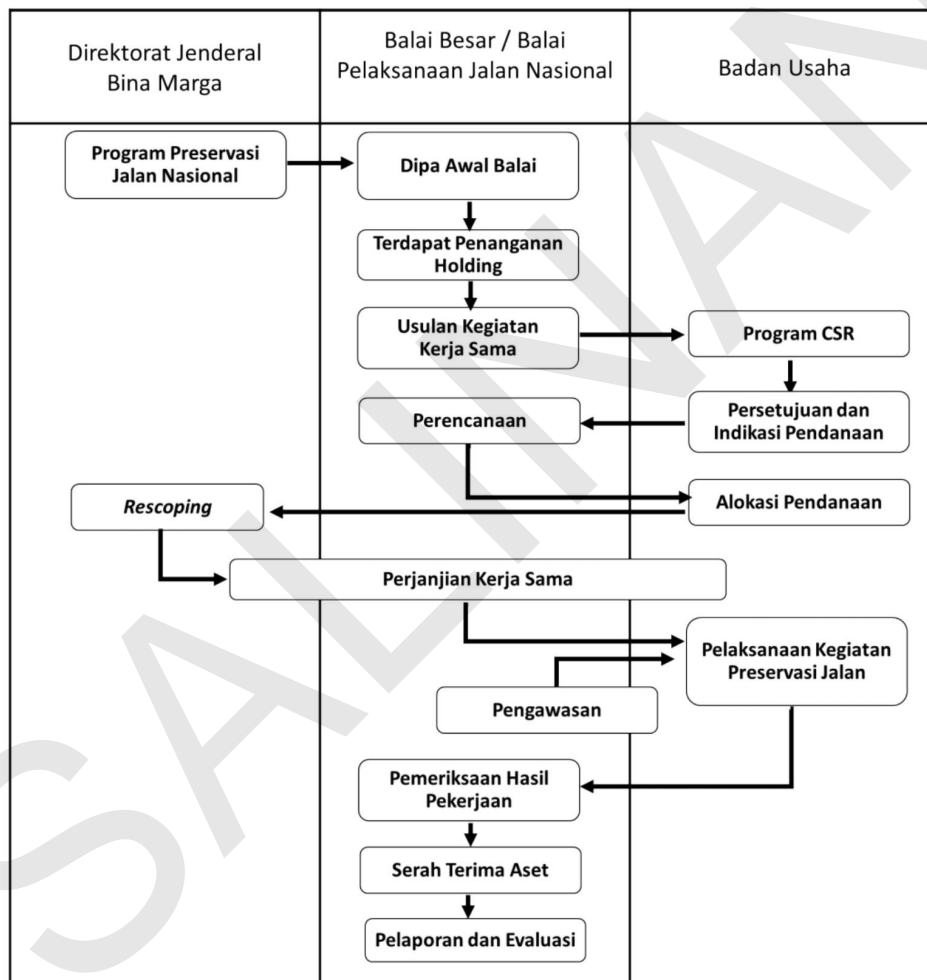 Direktorat Jenderal
Bina Marga
Balai Besar / Balai
Pelaksanaan Jalan Nasional
Badan Usaha
Program Preservasi
Jalan Nasional
Dipa Awal Balai
Terdapat Penanganan
Holding
Usulan Kegiatan
Kerja Sama
Program CSR
Persetujuan dan
Indikasi Pendanaan
Perencanaan
Alokasi Pendanaan
Rescoping
Perjanjian Kerja Sama
Pelaksanaan Kegiatan
Preservasi Jalan
Pengawasan
Pemeriksaan Hasil
Pekerjaan
Serah Terima Aset
Pelaporan dan Evaluasi
SALINAN